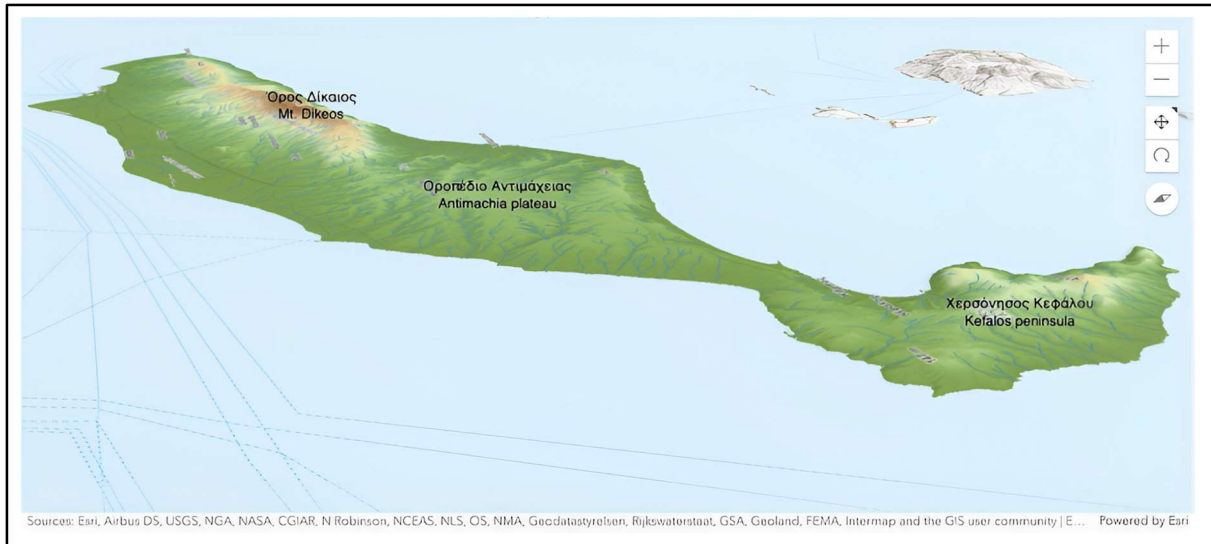 Όρος Δίκαιος
Mt. Dikeos
Οροπέδιο Αντιμάχειας
Antimachia plateau
Χερσόνησος Κεφάλου
Kefalos peninsula
Sources: Esri, Airbus DS, USGS, NGA, NASA, CGIAR, N Robinson, NCEAS, NLS, OS, NMA, Geodatastyrelsen, Rijkswaterstaat, GSA, Geoland, FEMA, Intermap and the GIS user community | E... Powered by Esri